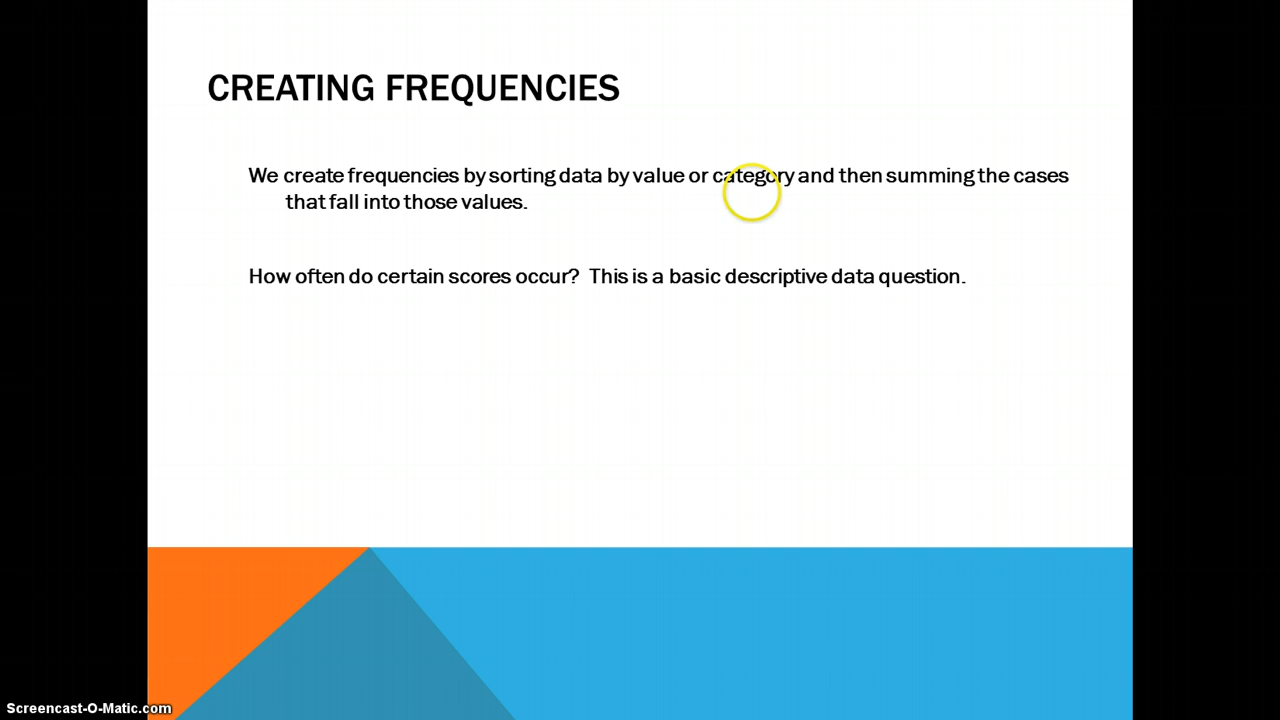 CREATING FREQUENCIES
We create frequencies by sorting data by value or category and then summing the cases
that fall into those values.
How often do certain scores occur?  This is a basic descriptive data question.
Screencast-O-Matic.com